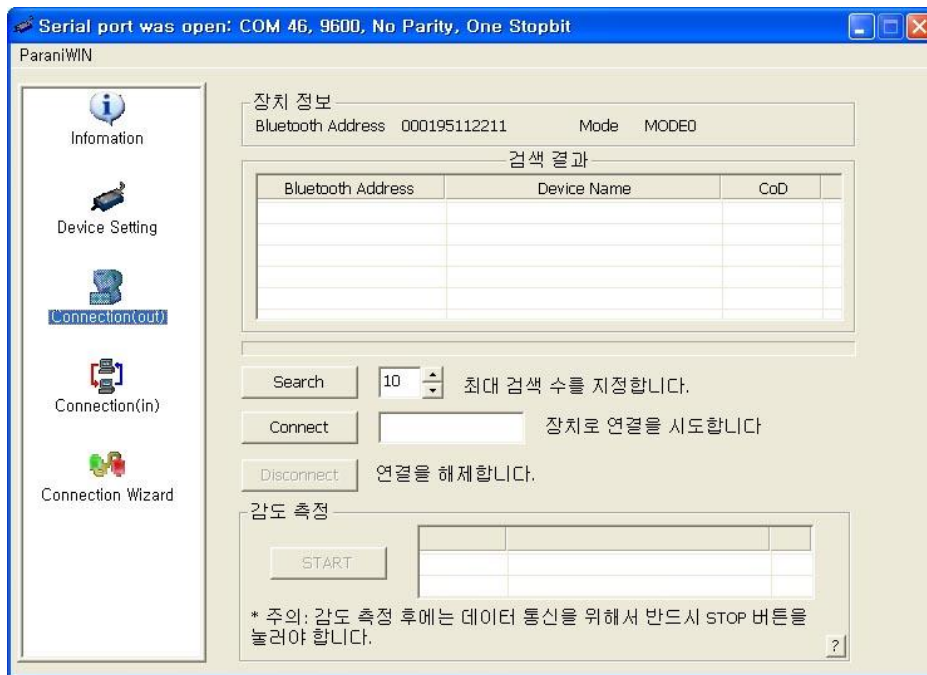 Serial port was open: COM 46, 9600, No Parity, One Stopbit
ParaniWIN
Infomation
Device Setting
Connection(out)
Connection(in)
Connection Wizard
장치 정보
Bluetooth Address 000195112211 Mode MODE0
검색 결과
Bluetooth Address Device Name CoD
Search 10 최대 검색 수를 지정합니다.
Connect 장치로 연결을 시도합니다
Disconnect 연결을 해제합니다.
감도 측정
START
* 주의: 감도 측정 후에는 데이터 통신을 위해서 반드시 STOP 버튼을
눌러야 합니다.
?